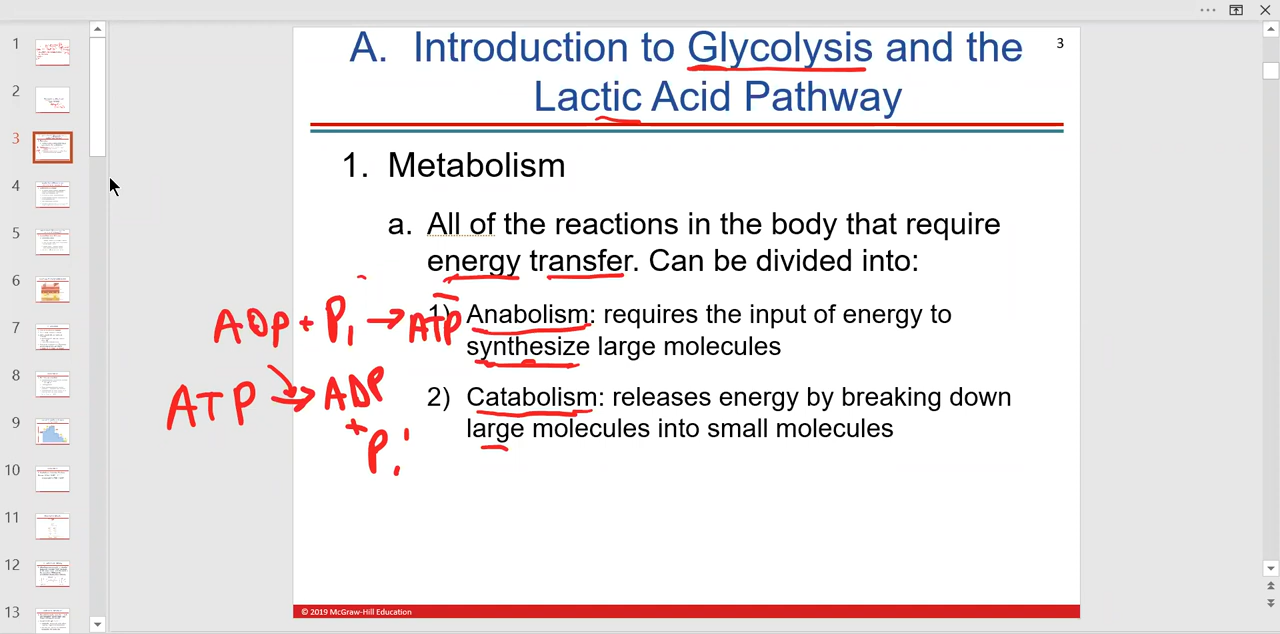 1
2
3
4
5
6
7
8
9
10
11
12
13
A. Introduction to Glycolysis and the
Lactic Acid Pathway
3
1. Metabolism
a. All of the reactions in the body that require
energy transfer. Can be divided into:
1) Anabolism: requires the input of energy to
synthesize large molecules
2) Catabolism: releases energy by breaking down
large molecules into small molecules
ADP + Pi → ATP
ATP → ADP
+ Pi
© 2019 McGraw-Hill Education